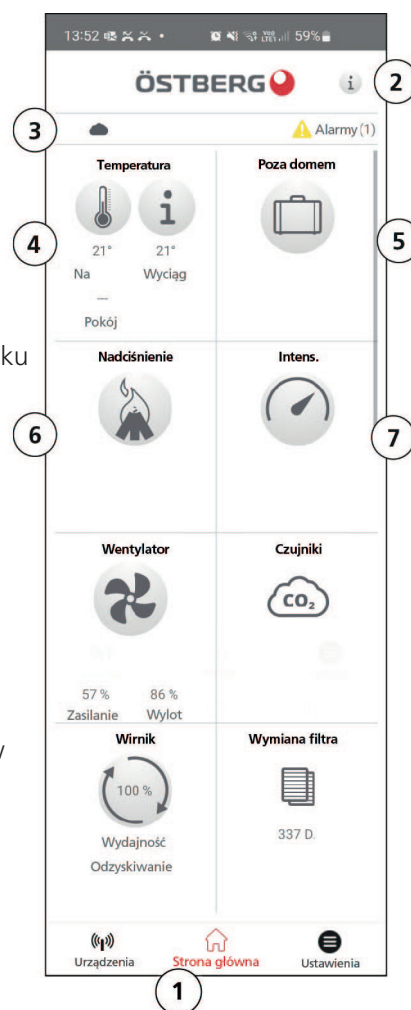 13:52 59%
ÖSTBERG
i
2
3
Alarmy (1)
Temperatura
Poza domem
i
4
21° 21°
5
Na Wyciąg
---
Pokój
ku
Nadciśnienie
Intens.
6
7
Wentylator
Czujniki
CO₂
57 % 86 %
Zasilanie Wylot
Wirnik
Wymiana filtra
100 %
337 D.
Wydajność
Odzyskiwanie
Urządzenia Strona główna Ustawienia
1